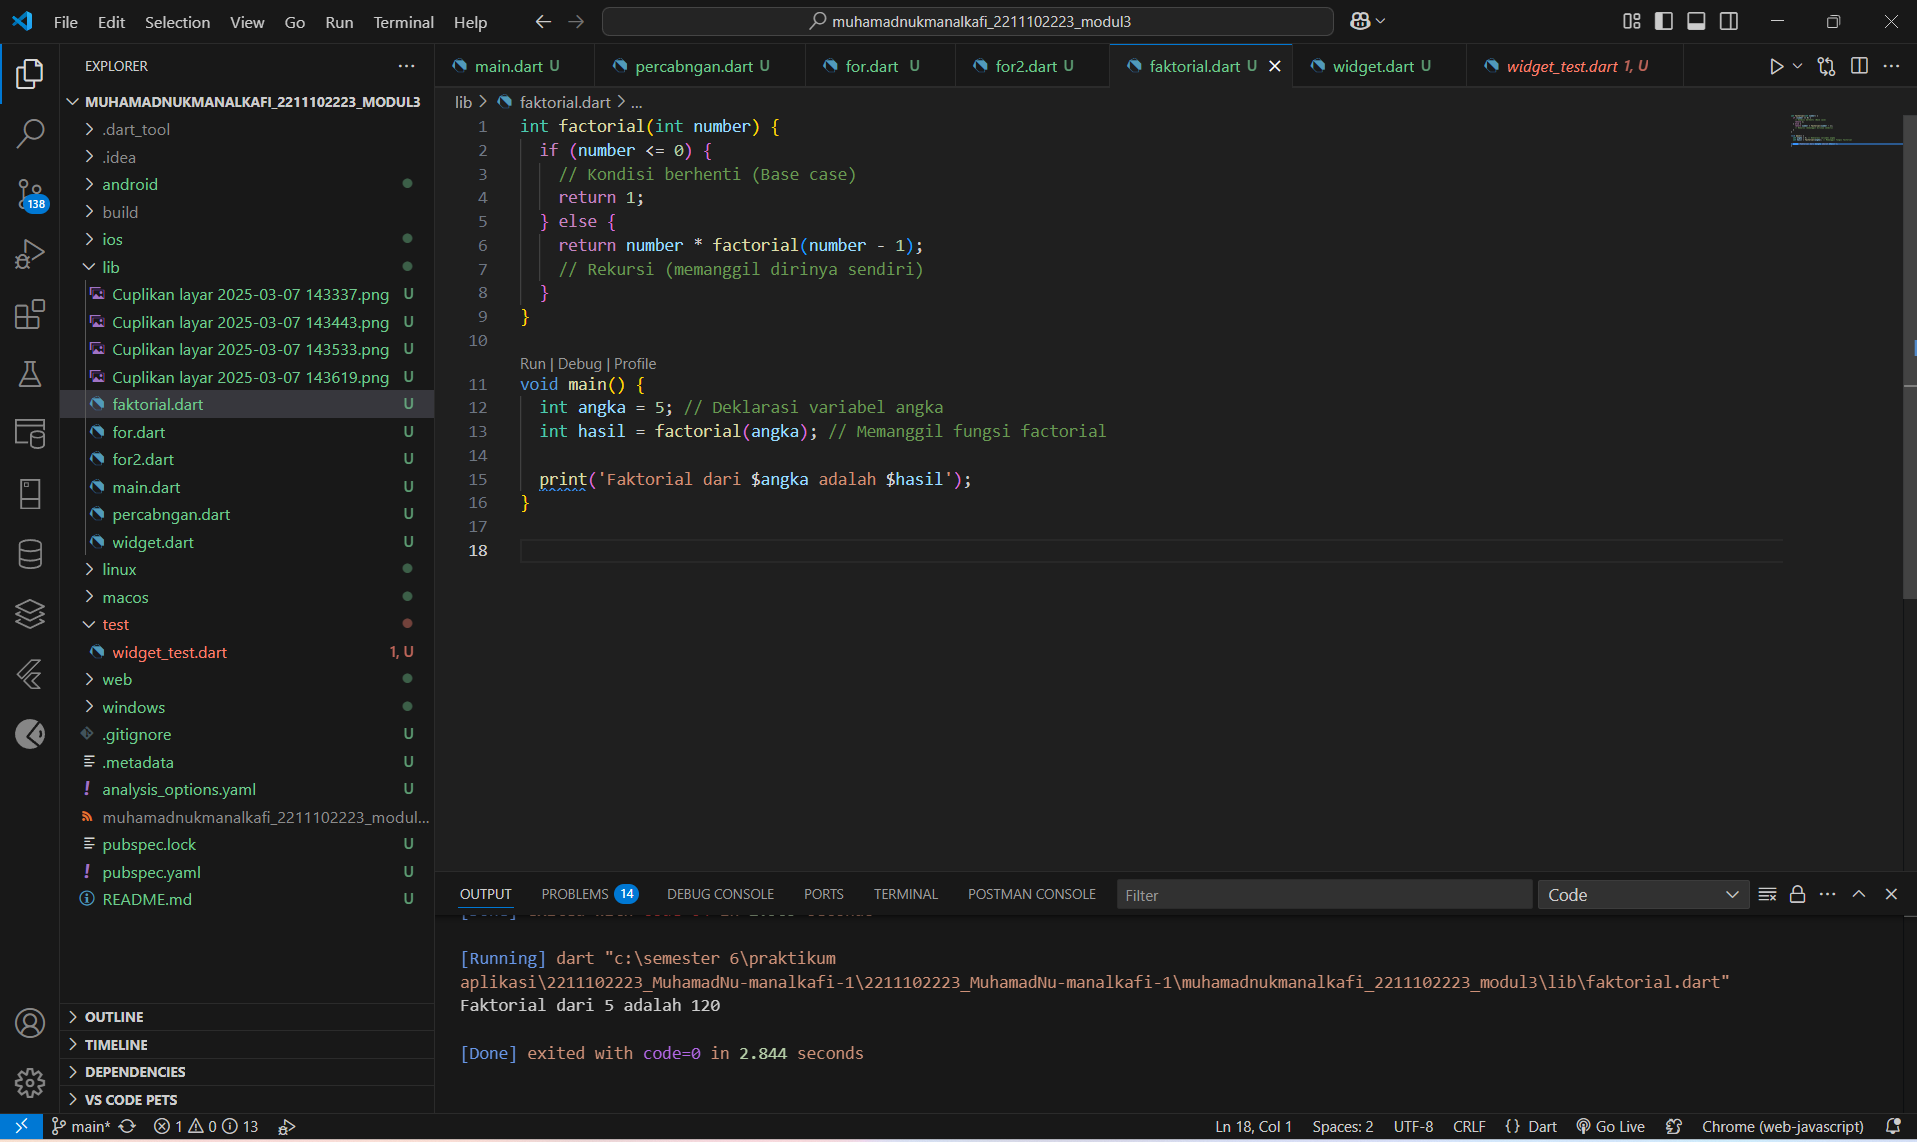 File Edit Selection View Go Run Terminal Help
muhamadnukmanalkafi_2211102223_modul3
EXPLORER
MUHAMADNUKMANALKAFI_2211102223_MODUL3
.dart_tool
.idea
android
build
ios
lib
Cuplikan layar 2025-03-07 143337.png U
Cuplikan layar 2025-03-07 143443.png U
Cuplikan layar 2025-03-07 143533.png U
Cuplikan layar 2025-03-07 143619.png U
faktorial.dart U
for.dart U
for2.dart U
main.dart U
percabngan.dart U
widget.dart U
linux
macos
test
widget_test.dart 1, U
web
windows
.gitignore U
.metadata U
analysis_options.yaml U
muhamadnukmanalkafi_2211102223_modul...
pubspec.lock U
pubspec.yaml U
README.md U
OUTLINE
TIMELINE
DEPENDENCIES
VS CODE PETS
138
main.dart U percabngan.dart U for.dart U for2.dart U faktorial.dart U widget.dart U widget_test.dart 1, U
lib > faktorial.dart > ...
1 int factorial(int number) {
2 if (number <= 0) {
3 // Kondisi berhenti (Base case)
4 return 1;
5 } else {
6 return number * factorial(number - 1);
7 // Rekursi (memanggil dirinya sendiri)
8 }
9 }
10
Run | Debug | Profile
11 void main() {
12 int angka = 5; // Deklarasi variabel angka
13 int hasil = factorial(angka); // Memanggil fungsi factorial
14
15 print('Faktorial dari $angka adalah $hasil');
16 }
17
18
OUTPUT PROBLEMS 14 DEBUG CONSOLE PORTS TERMINAL POSTMAN CONSOLE Filter Code
[Running] dart "c:\semester 6\praktikum
aplikasi\2211102223_MuhamadNu-manalkafi-1\2211102223_MuhamadNu-manalkafi-1\muhamadnukmanalkafi_2211102223_modul3\lib\faktorial.dart"
Faktorial dari 5 adalah 120
[Done] exited with code=0 in 2.844 seconds
main* 1 0 13 Ln 18, Col 1 Spaces: 2 UTF-8 CRLF {} Dart Go Live Chrome (web-javascript)